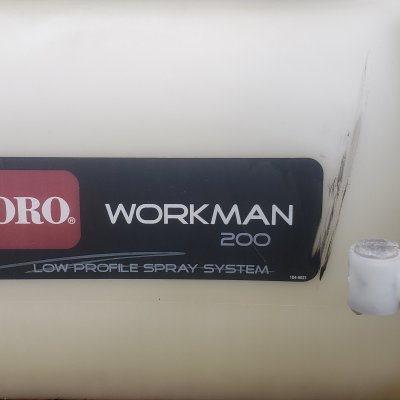 ORO®
WORKMAN
200
LOW PROFILE SPRAY SYSTEM